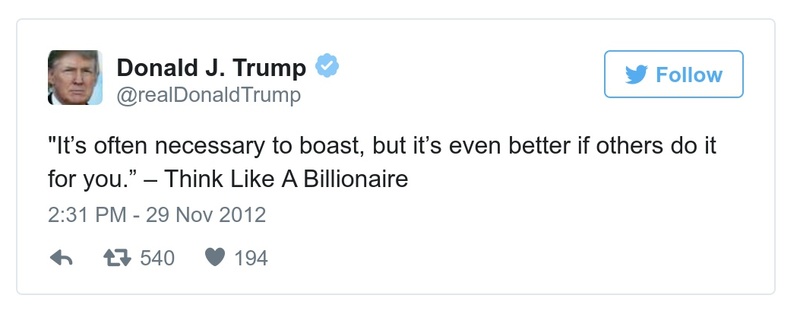 Donald J. Trump
@realDonaldTrump
Follow
"It’s often necessary to boast, but it’s even better if others do it
for you.” – Think Like A Billionaire
2:31 PM - 29 Nov 2012
540 194